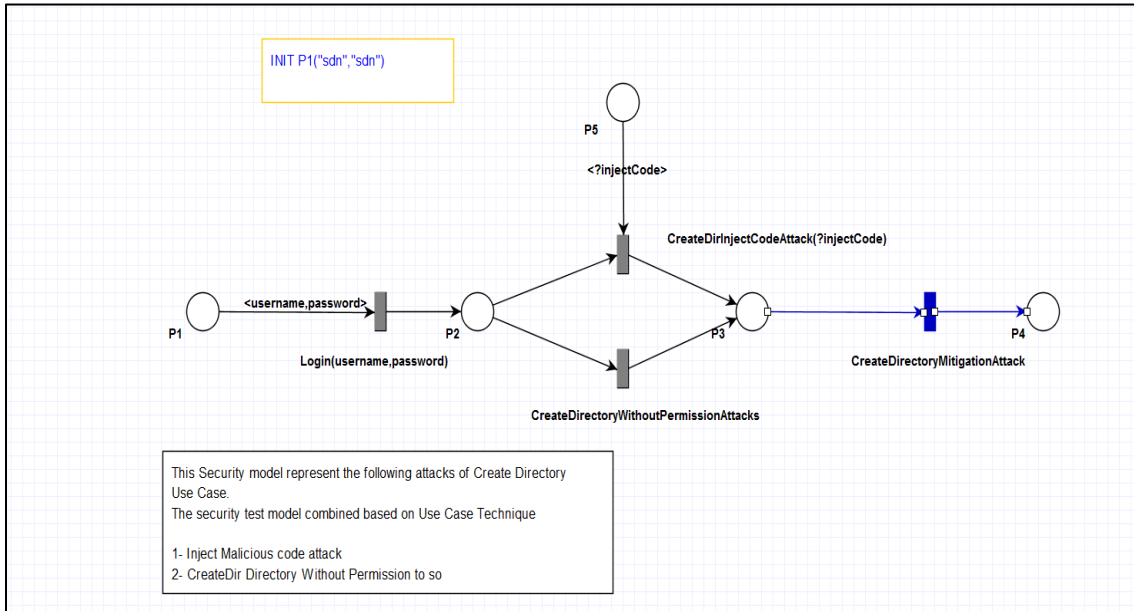 INIT P1("sdn","sdn")
P5
<?injectCode>
CreateDirInjectCodeAttack(?injectCode)
<username,password>
P1
P2
P3
P4
Login(username,password)
CreateDirectoryMitigationAttack
CreateDirectoryWithoutPermissionAttacks
This Security model represent the following attacks of Create Directory
Use Case.
The security test model combined based on Use Case Technique
1- Inject Malicious code attack
2- CreateDir Directory Without Permission to so